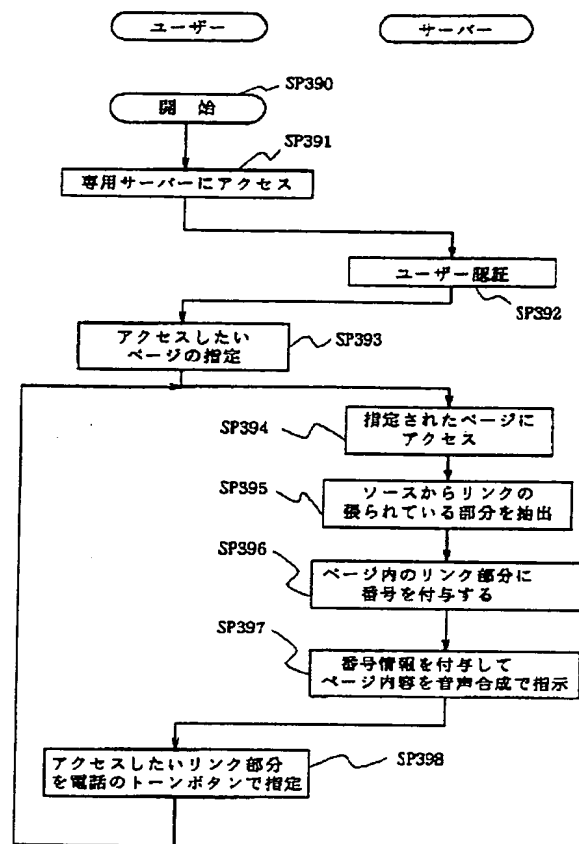 ユーザー
サーバー
SP390
開 始
SP391
専用サーバーにアクセス
ユーザー認証
SP392
アクセスしたい
ページの指定
SP393
指定されたページに
アクセス
SP394
ソースからリンクの
張られている部分を抽出
SP395
ページ内のリンク部分に
番号を付与する
SP396
SP397
番号情報を付与して
ページ内容を音声合成で指示
アクセスしたいリンク部分
を電話のトーンボタンで指定
SP398